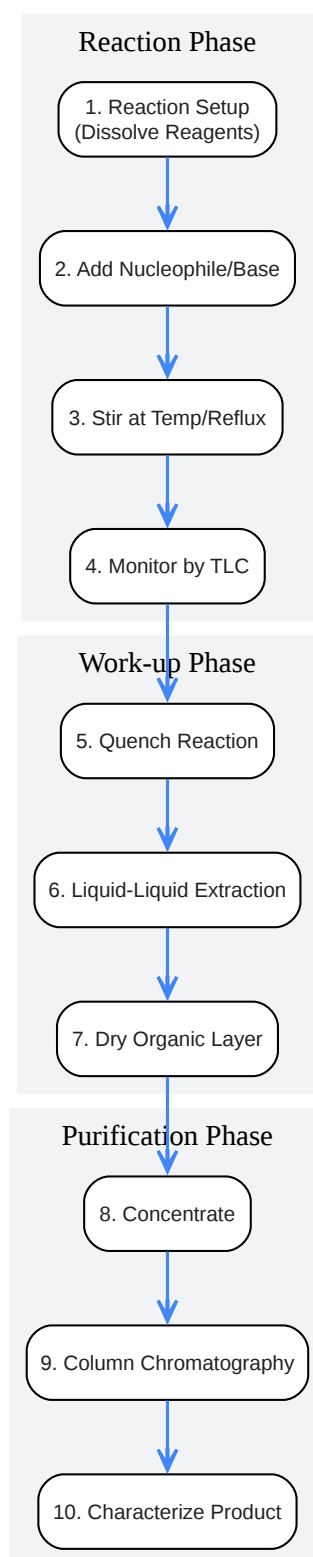 Reaction Phase
1. Reaction Setup
(Dissolve Reagents)
2. Add Nucleophile/Base
3. Stir at Temp/Reflux
4. Monitor by TLC
Work-up Phase
5. Quench Reaction
6. Liquid-Liquid Extraction
7. Dry Organic Layer
Purification Phase
8. Concentrate
9. Column Chromatography
10. Characterize Product